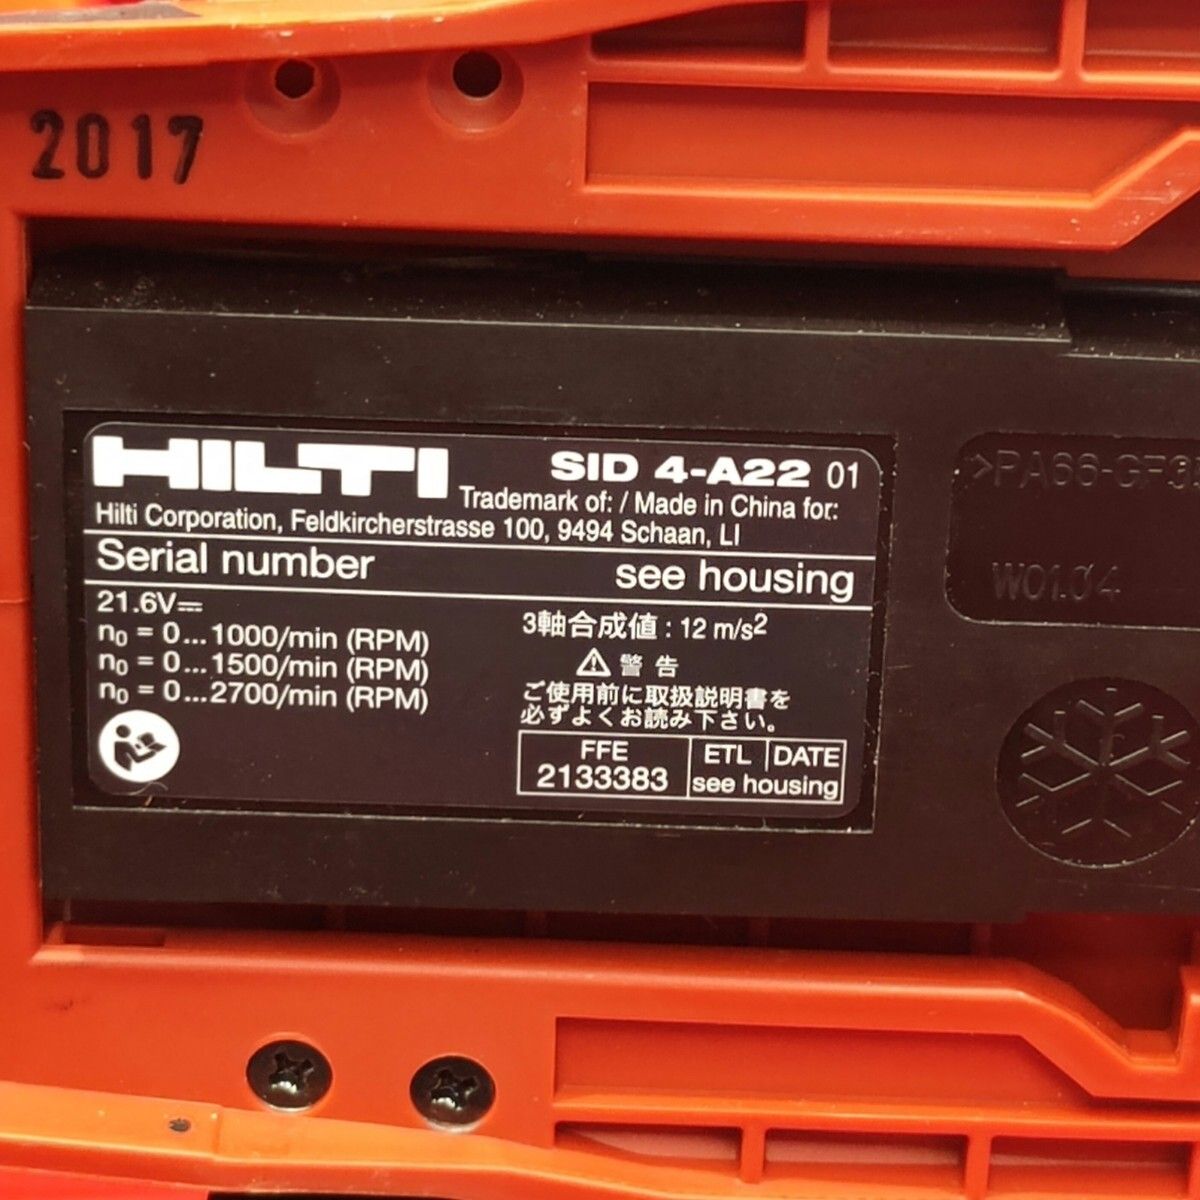 2017
HILTI
SID 4-A22 01
Trademark of: / Made in China for:
Hilti Corporation, Feldkircherstrasse 100, 9494 Schaan, LI
Serial number see housing
21.6V⎓
n₀ = 0...1000/min (RPM)
n₀ = 0...1500/min (RPM)
n₀ = 0...2700/min (RPM)
3軸合成値 : 12 m/s²
⚠ 警 告
ご使用前に取扱説明書を
必ずよくお読み下さい。
FFE
2133383
ETL DATE
see housing
>PA66-GF3
W01.04